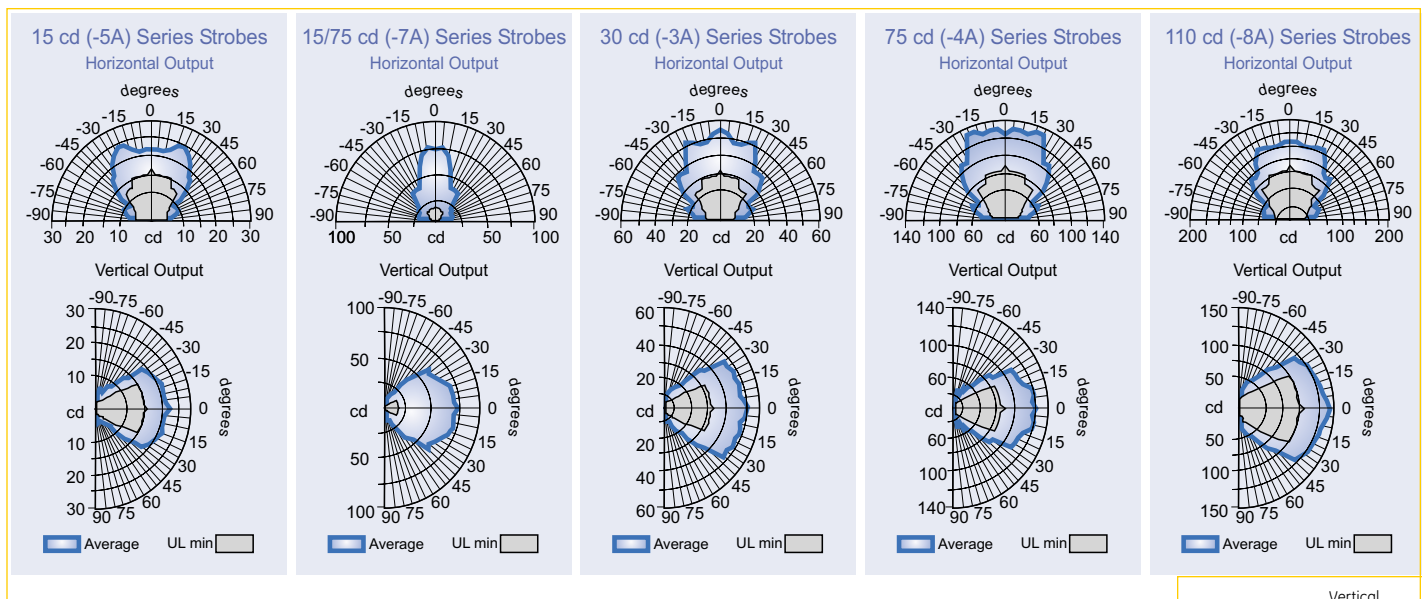 15 cd (-5A) Series Strobes
Horizontal Output
degrees
-90 -75 -60 -45 -30 -15 0 15 30 45 60 75 90
30 20 10 cd 10 20 30
Vertical Output
-90 -75 -60 -45 -30 -15 0 15 30 45 60 75 90
degrees
30
20
10
cd
10
20
30
Average UL min
15/75 cd (-7A) Series Strobes
Horizontal Output
degrees
-90 -75 -60 -45 -30 -15 0 15 30 45 60 75 90
100 50 cd 50 100
Vertical Output
-90 -75 -60 -45 -30 -15 0 15 30 45 60 75 90
degrees
100
50
cd
50
100
Average UL min
30 cd (-3A) Series Strobes
Horizontal Output
degrees
-90 -75 -60 -45 -30 -15 0 15 30 45 60 75 90
60 40 20 cd 20 40 60
Vertical Output
-90 -75 -60 -45 -30 -15 0 15 30 45 60 75 90
degrees
60
40
20
cd
20
40
60
Average UL min
75 cd (-4A) Series Strobes
Horizontal Output
degrees
-90 -75 -60 -45 -30 -15 0 15 30 45 60 75 90
140 100 60 cd 60 100 140
Vertical Output
-90 -75 -60 -45 -30 -15 0 15 30 45 60 75 90
degrees
140
100
60
cd
60
100
140
Average UL min
110 cd (-8A) Series Strobes
Horizontal Output
degrees
-90 -75 -60 -45 -30 -15 0 15 30 45 60 75 90
200 100 cd 100 200
Vertical Output
-90 -75 -60 -45 -30 -15 0 15 30 45 60 75 90
degrees
150
100
50
cd
50
100
150
Average UL min
Vertical